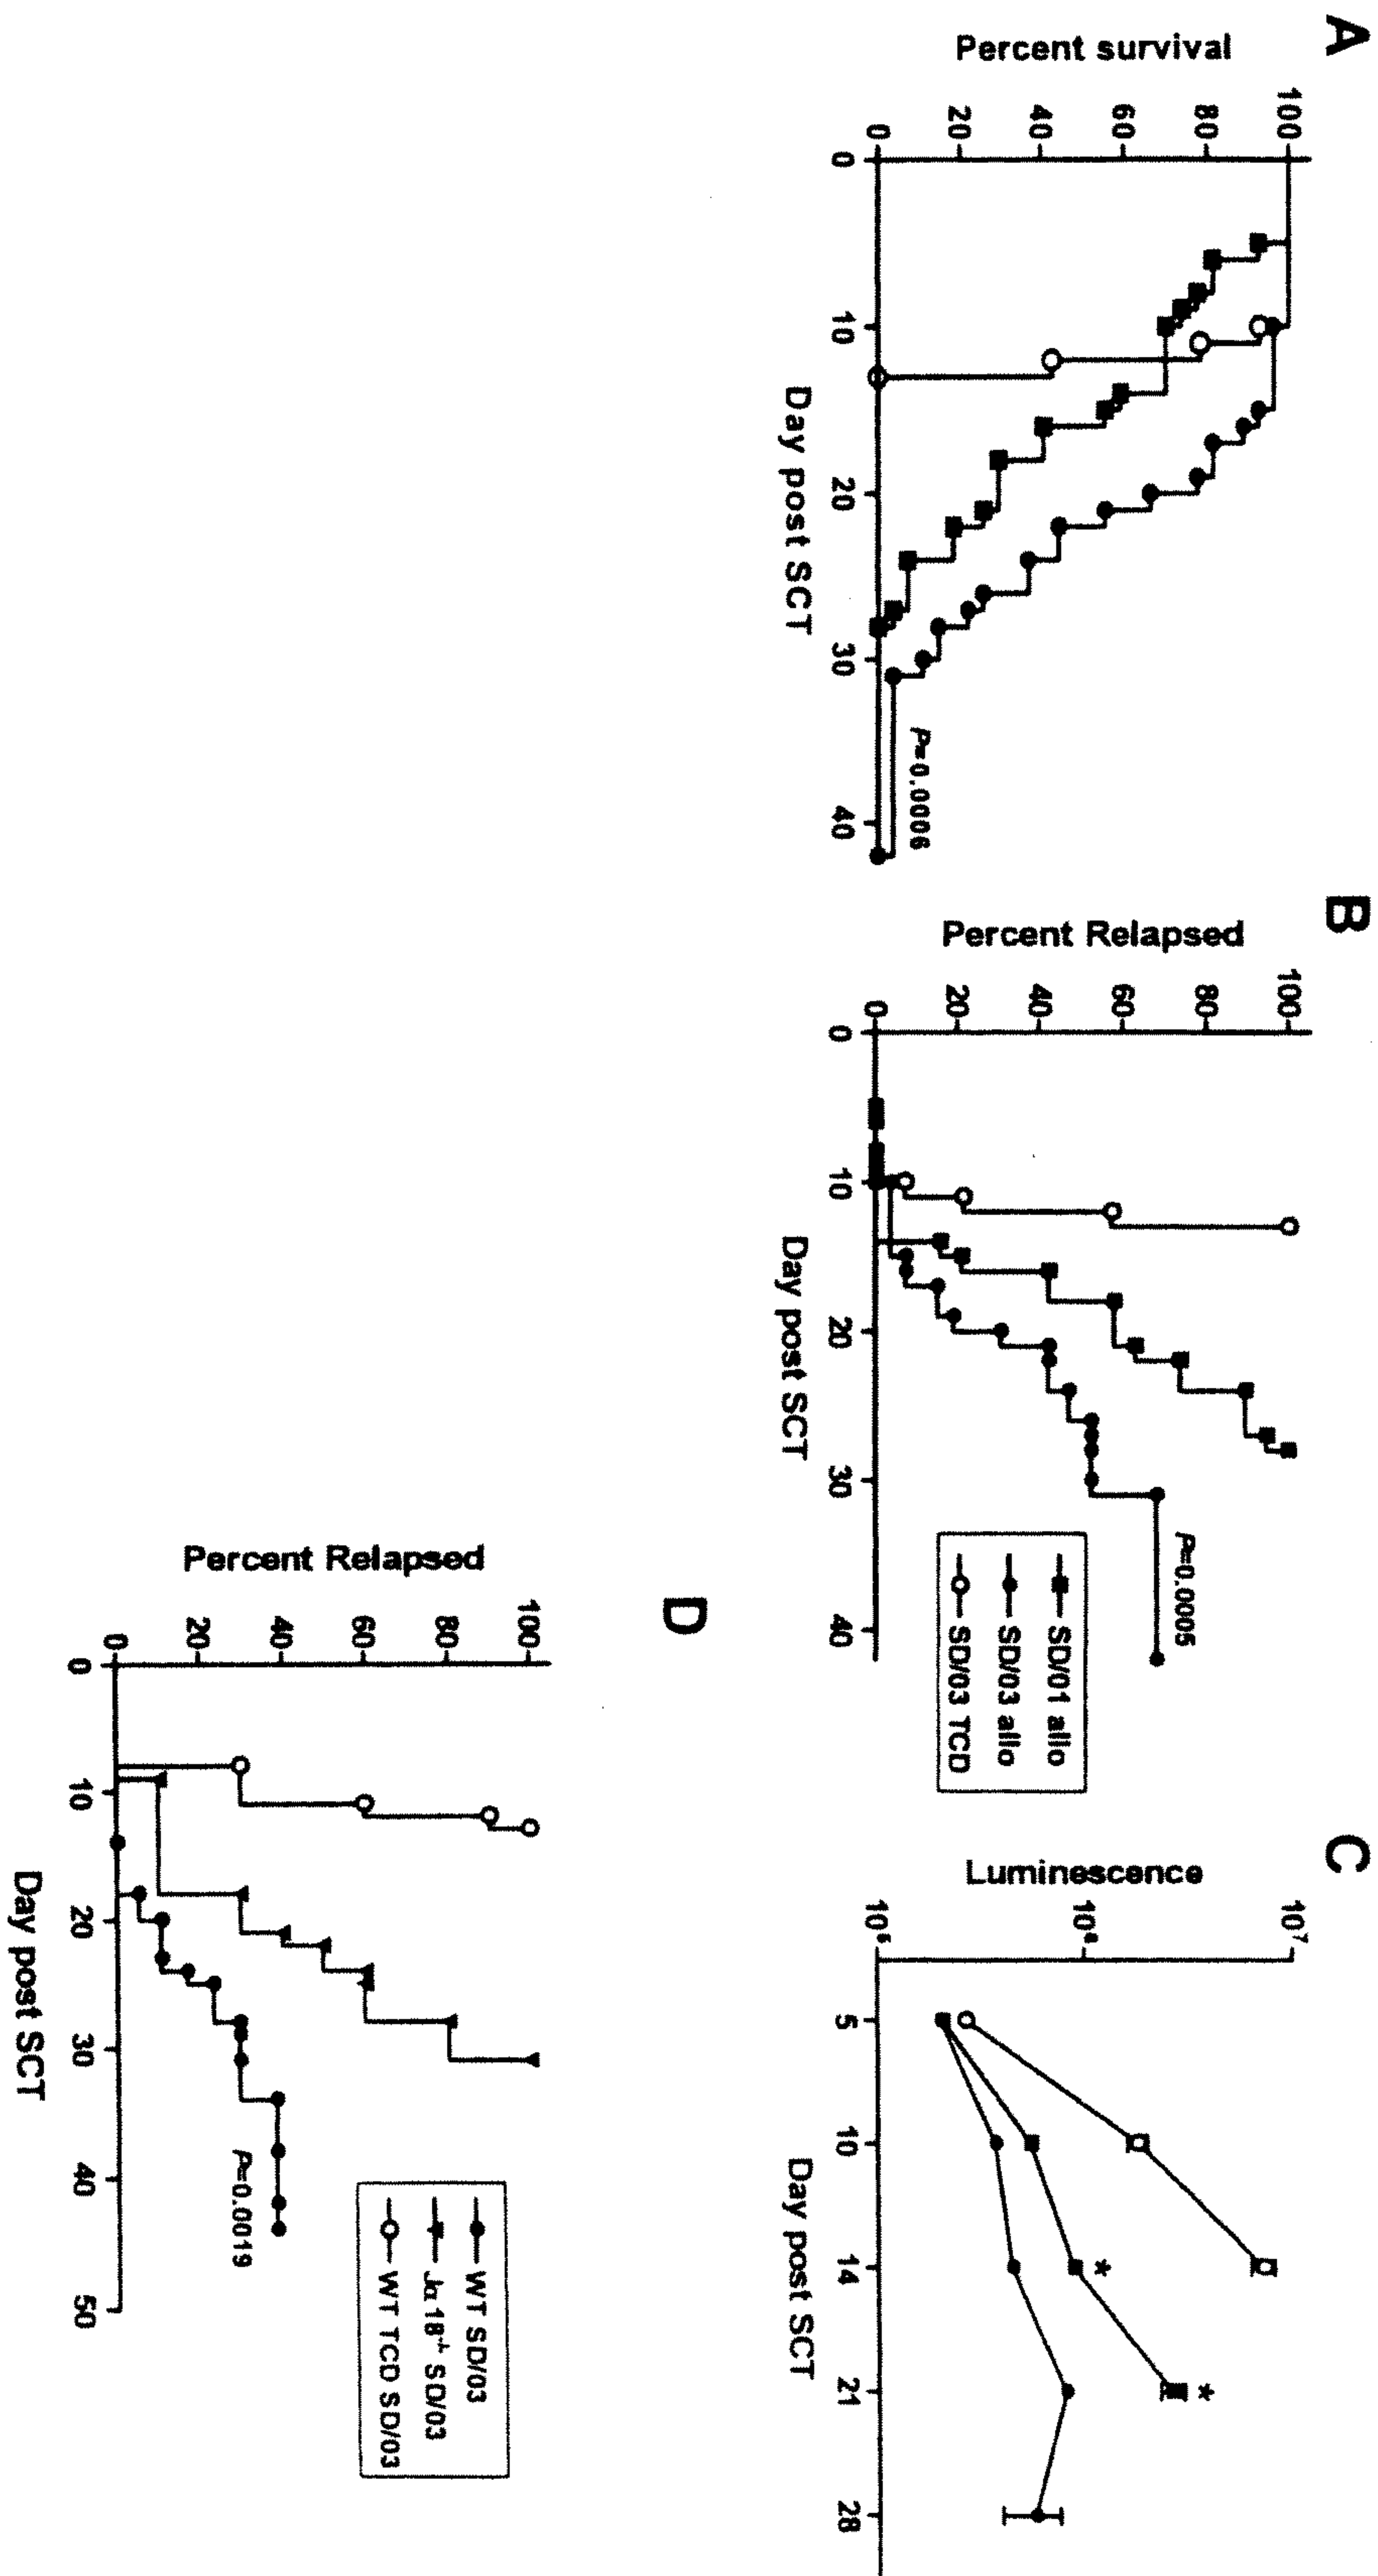 A
Percent survival
100
80
60
40
20
0
0 10 20 30 40
Day post SCT
P=0.0006
B
Percent Relapsed
100
80
60
40
20
0
0 10 20 30 40
Day post SCT
P=0.0005
SD/01 allo
SD/03 allo
SD/03 TCD
C
Luminescence
10⁷
10⁶
10⁵
5 10 14 21 28
Day post SCT
*
*
D
Percent Relapsed
100
80
60
40
20
0
0 10 20 30 40 50
Day post SCT
P=0.0019
WT SD/03
Jα 18⁻/⁻ SD/03
WT TCD SD/03